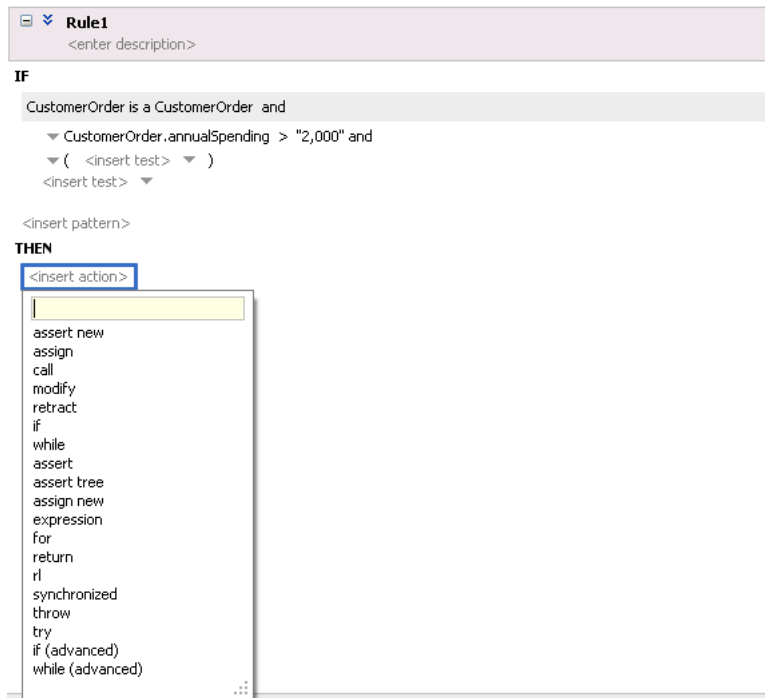 Rule1
<enter description>
IF
CustomerOrder is a CustomerOrder and
CustomerOrder.annualSpending > "2,000" and
( <insert test> )
<insert test>
<insert pattern>
THEN
<insert action>
assert new
assign
call
modify
retract
if
while
assert
assert tree
assign new
expression
for
return
rl
synchronized
throw
try
if (advanced)
while (advanced)